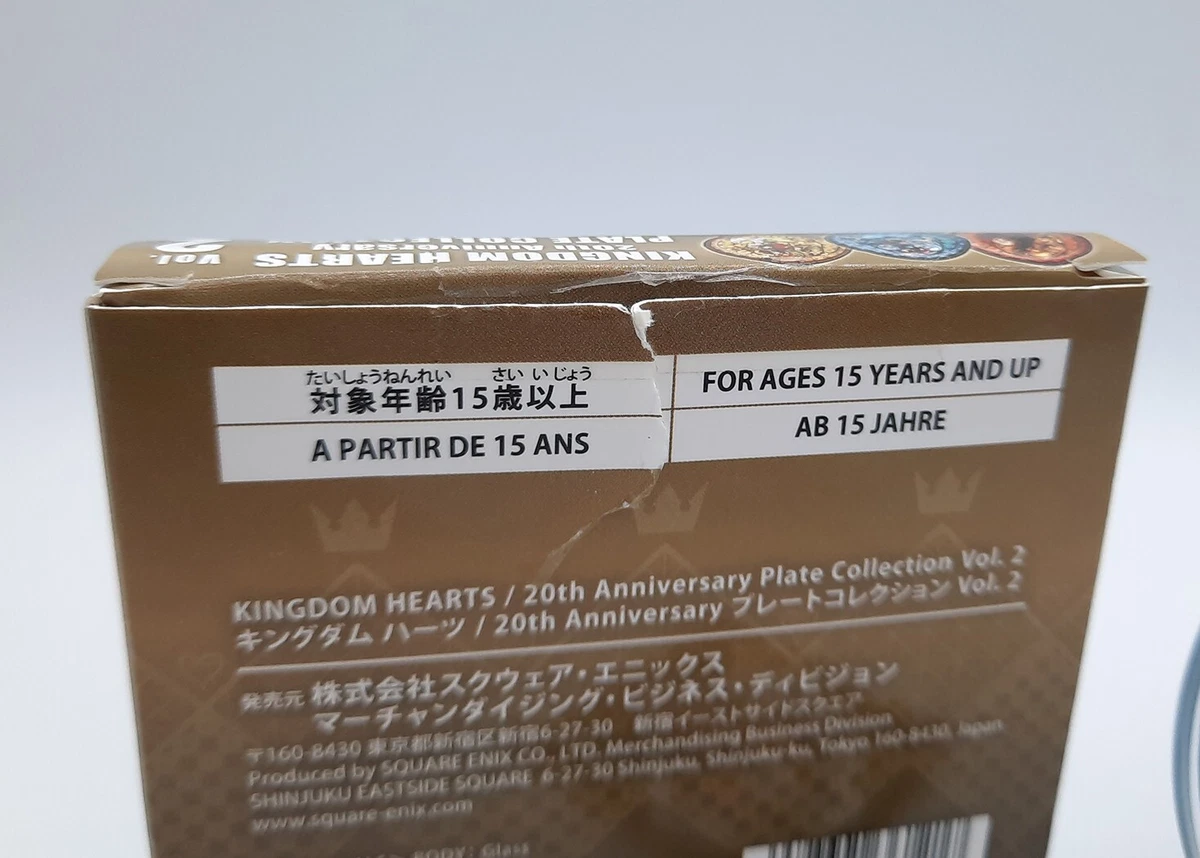 Vol. 2
KINGDOM HEARTS
20th Anniversary
PLATE
たいしょうねんれい さい いじょう
対象年齢15歳以上
FOR AGES 15 YEARS AND UP
A PARTIR DE 15 ANS
AB 15 JAHRE
KINGDOM HEARTS / 20th Anniversary Plate Collection Vol. 2
キングダム ハーツ / 20th Anniversary プレートコレクション Vol. 2
発売元 株式会社スクウェア・エニックス
マーチャンダイジング・ビジネス・ディビジョン
〒160-8430 東京都新宿区新宿6-27-30 新宿イーストサイドスクエア
Produced by SQUARE ENIX CO., LTD. Merchandising Business Division
SHINJUKU EASTSIDE SQUARE 6-27-30 Shinjuku, Shinjuku-ku, Tokyo 160-8430, Japan
www.square-enix.com
BODY: Glass